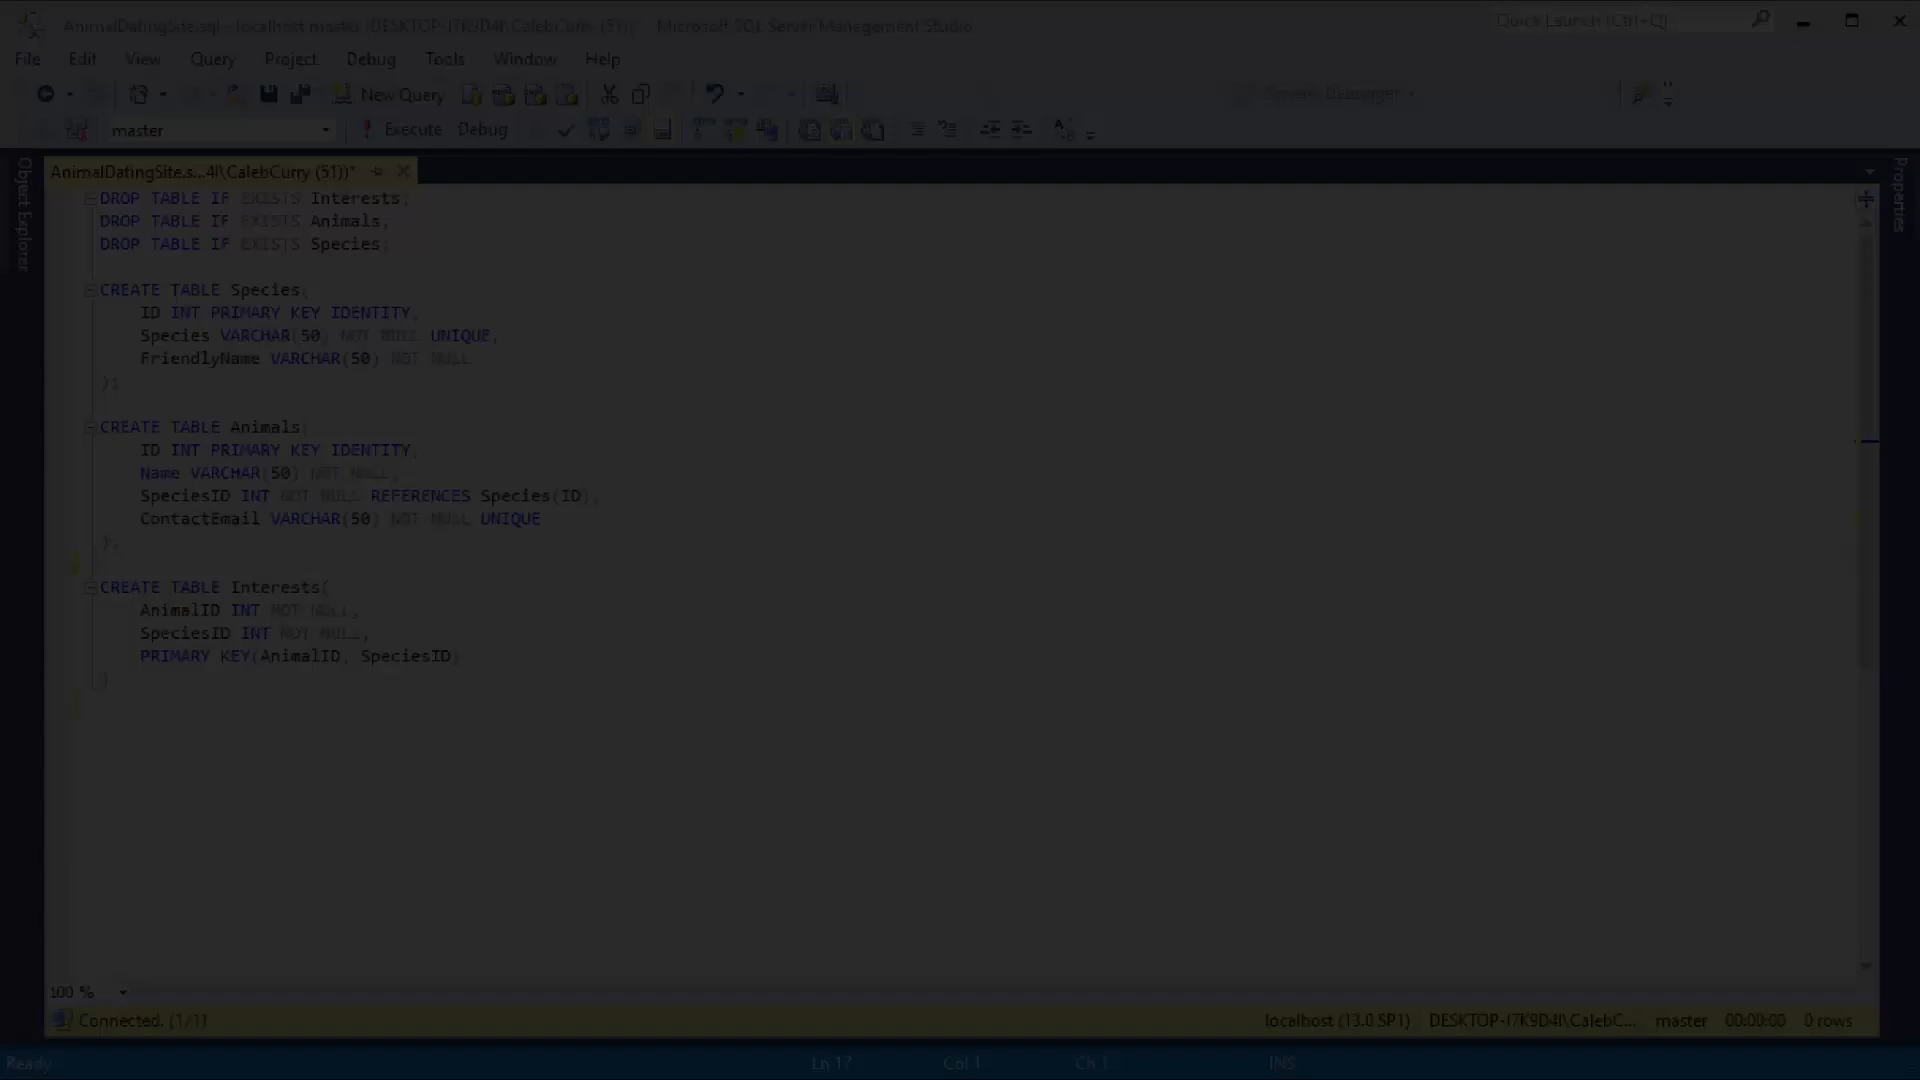 AnimalDatingSite.sql - localhost.master (DESKTOP-I7K9D4I\CalebCurry (51))* - Microsoft SQL Server Management Studio
Quick Launch (Ctrl+Q)
File Edit View Query Project Debug Tools Window Help
New Query
Generic Debugger
master Execute Debug
Object Explorer
Properties
AnimalDatingSite.s...4I\CalebCurry (51))*
DROP TABLE IF EXISTS Interests;
DROP TABLE IF EXISTS Animals;
DROP TABLE IF EXISTS Species;
CREATE TABLE Species(
ID INT PRIMARY KEY IDENTITY,
Species VARCHAR(50) NOT NULL UNIQUE,
FriendlyName VARCHAR(50) NOT NULL
);
CREATE TABLE Animals(
ID INT PRIMARY KEY IDENTITY,
Name VARCHAR(50) NOT NULL,
SpeciesID INT NOT NULL REFERENCES Species(ID),
ContactEmail VARCHAR(50) NOT NULL UNIQUE
);
CREATE TABLE Interests(
AnimalID INT NOT NULL,
SpeciesID INT NOT NULL,
PRIMARY KEY(AnimalID, SpeciesID)
)
100 %
Connected. (1/1) localhost (13.0 SP1) DESKTOP-I7K9D4I\CalebC... master 00:00:00 0 rows
Ready Ln 17 Col 1 Ch 1 INS